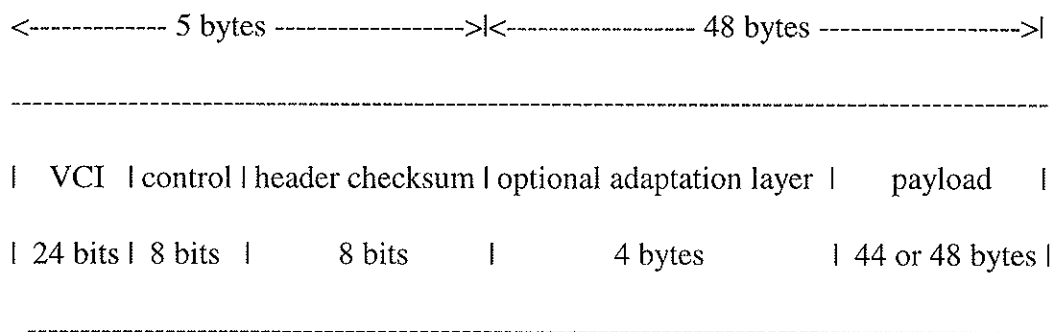 <------------- 5 bytes ------------------>|<------------------ 48 bytes ------------------->|
--------------------------------------------------------------------------------
| VCI | control | header checksum | optional adaptation layer | payload |
| 24 bits | 8 bits | 8 bits | 4 bytes | 44 or 48 bytes |
--------------------------------------------------------------------------------